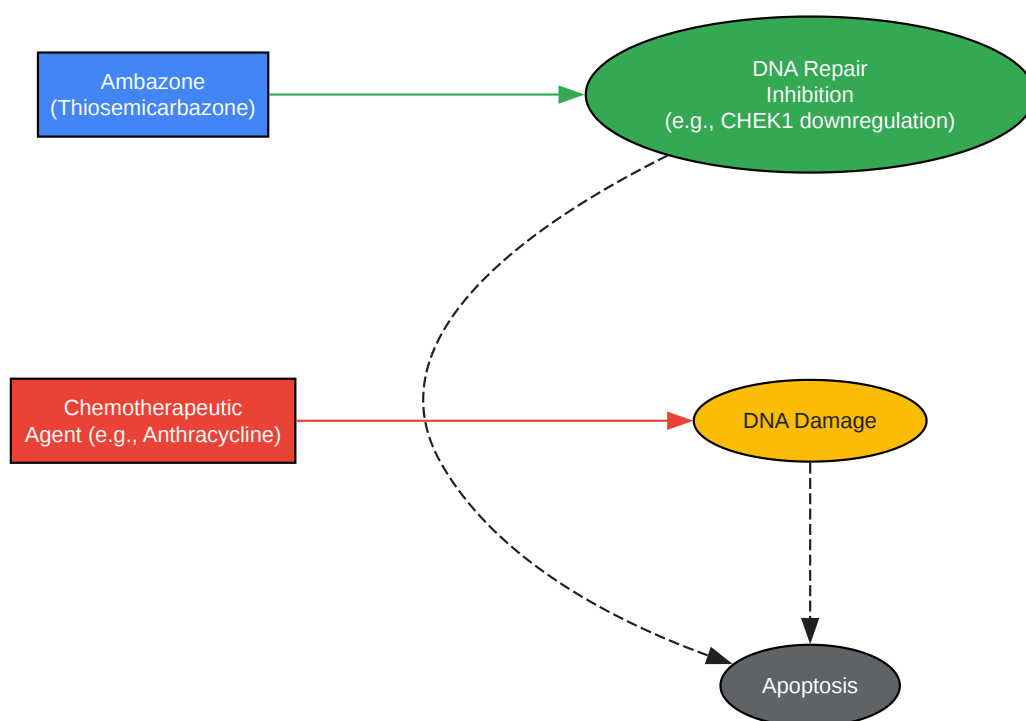 Ambazone
(Thiosemicarbazone)
DNA Repair
Inhibition
(e.g., CHEK1 downregulation)
Chemotherapeutic
Agent (e.g., Anthracycline)
DNA Damage
Apoptosis